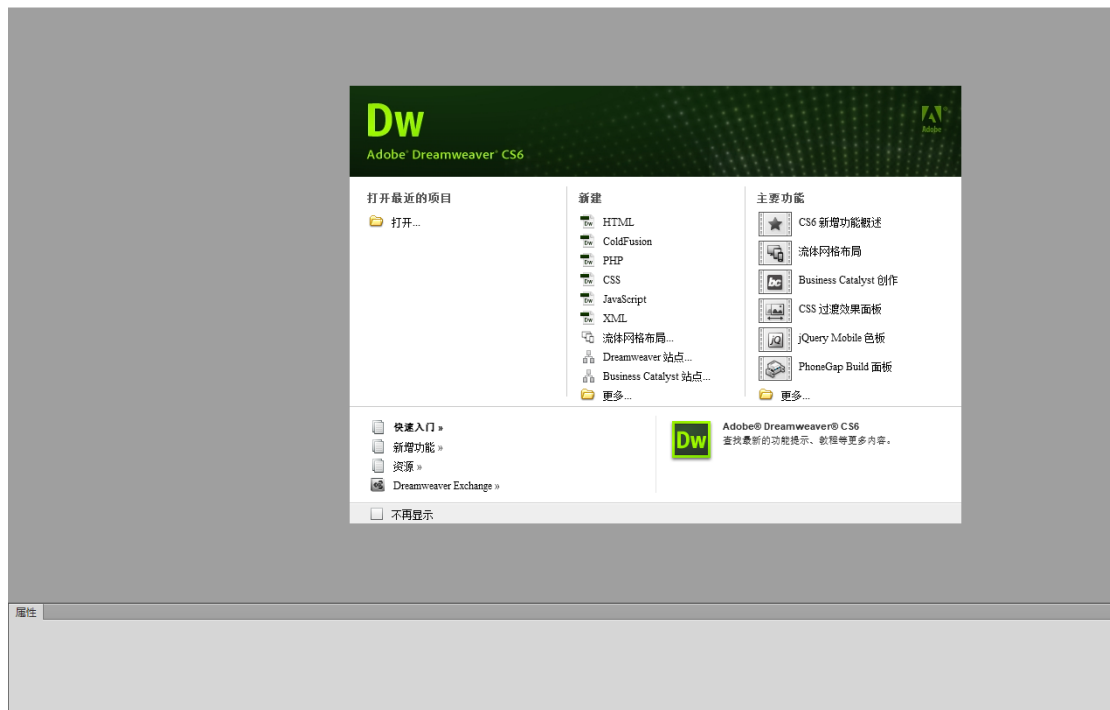 Dw
Adobe® Dreamweaver® CS6
Adobe
打开最近的项目
打开...
新建
HTML
ColdFusion
PHP
CSS
JavaScript
XML
流体网格布局...
Dreamweaver 站点...
Business Catalyst 站点...
更多...
主要功能
CS6 新增功能概述
流体网格布局
bc
Business Catalyst 创作
CSS 过渡效果面板
jQ
jQuery Mobile 色板
PhoneGap Build 面板
更多...
快速入门 »
新增功能 »
资源 »
Dreamweaver Exchange »
Dw
Adobe® Dreamweaver® CS6
查找最新的功能提示、教程等更多内容。
不再显示
属性